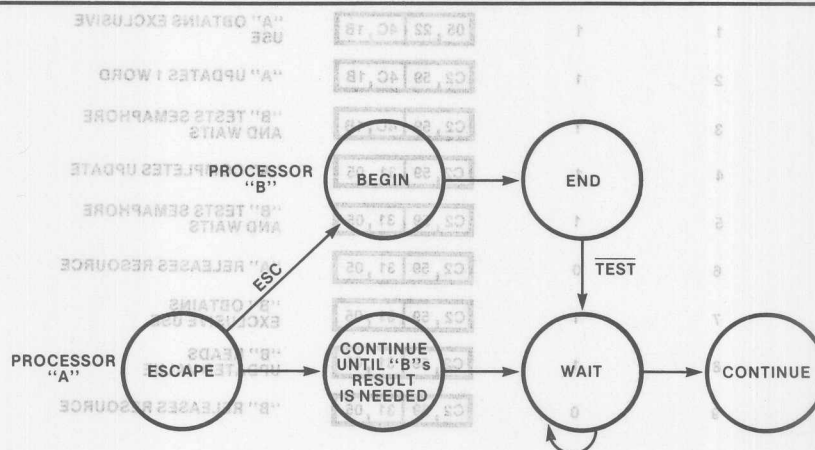 PROCESSOR
"B"
BEGIN
END
ESC
TEST
PROCESSOR
"A"
ESCAPE
CONTINUE
UNTIL "B"s
RESULT
IS NEEDED
WAIT
CONTINUE